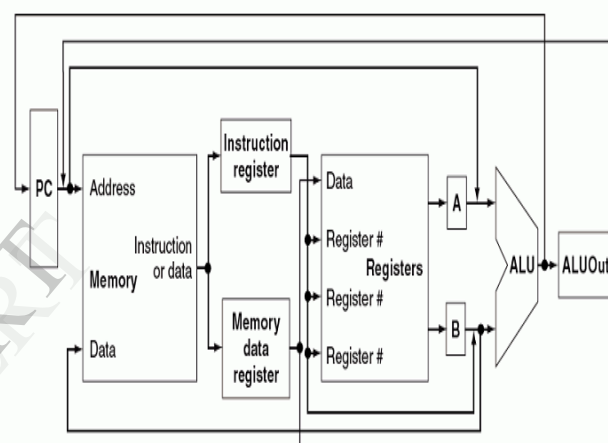 PC
Address
Instruction
or data
Memory
Data
Instruction
register
Memory
data
register
Data
Register #
Registers
Register #
Register #
A
B
ALU
ALUOut